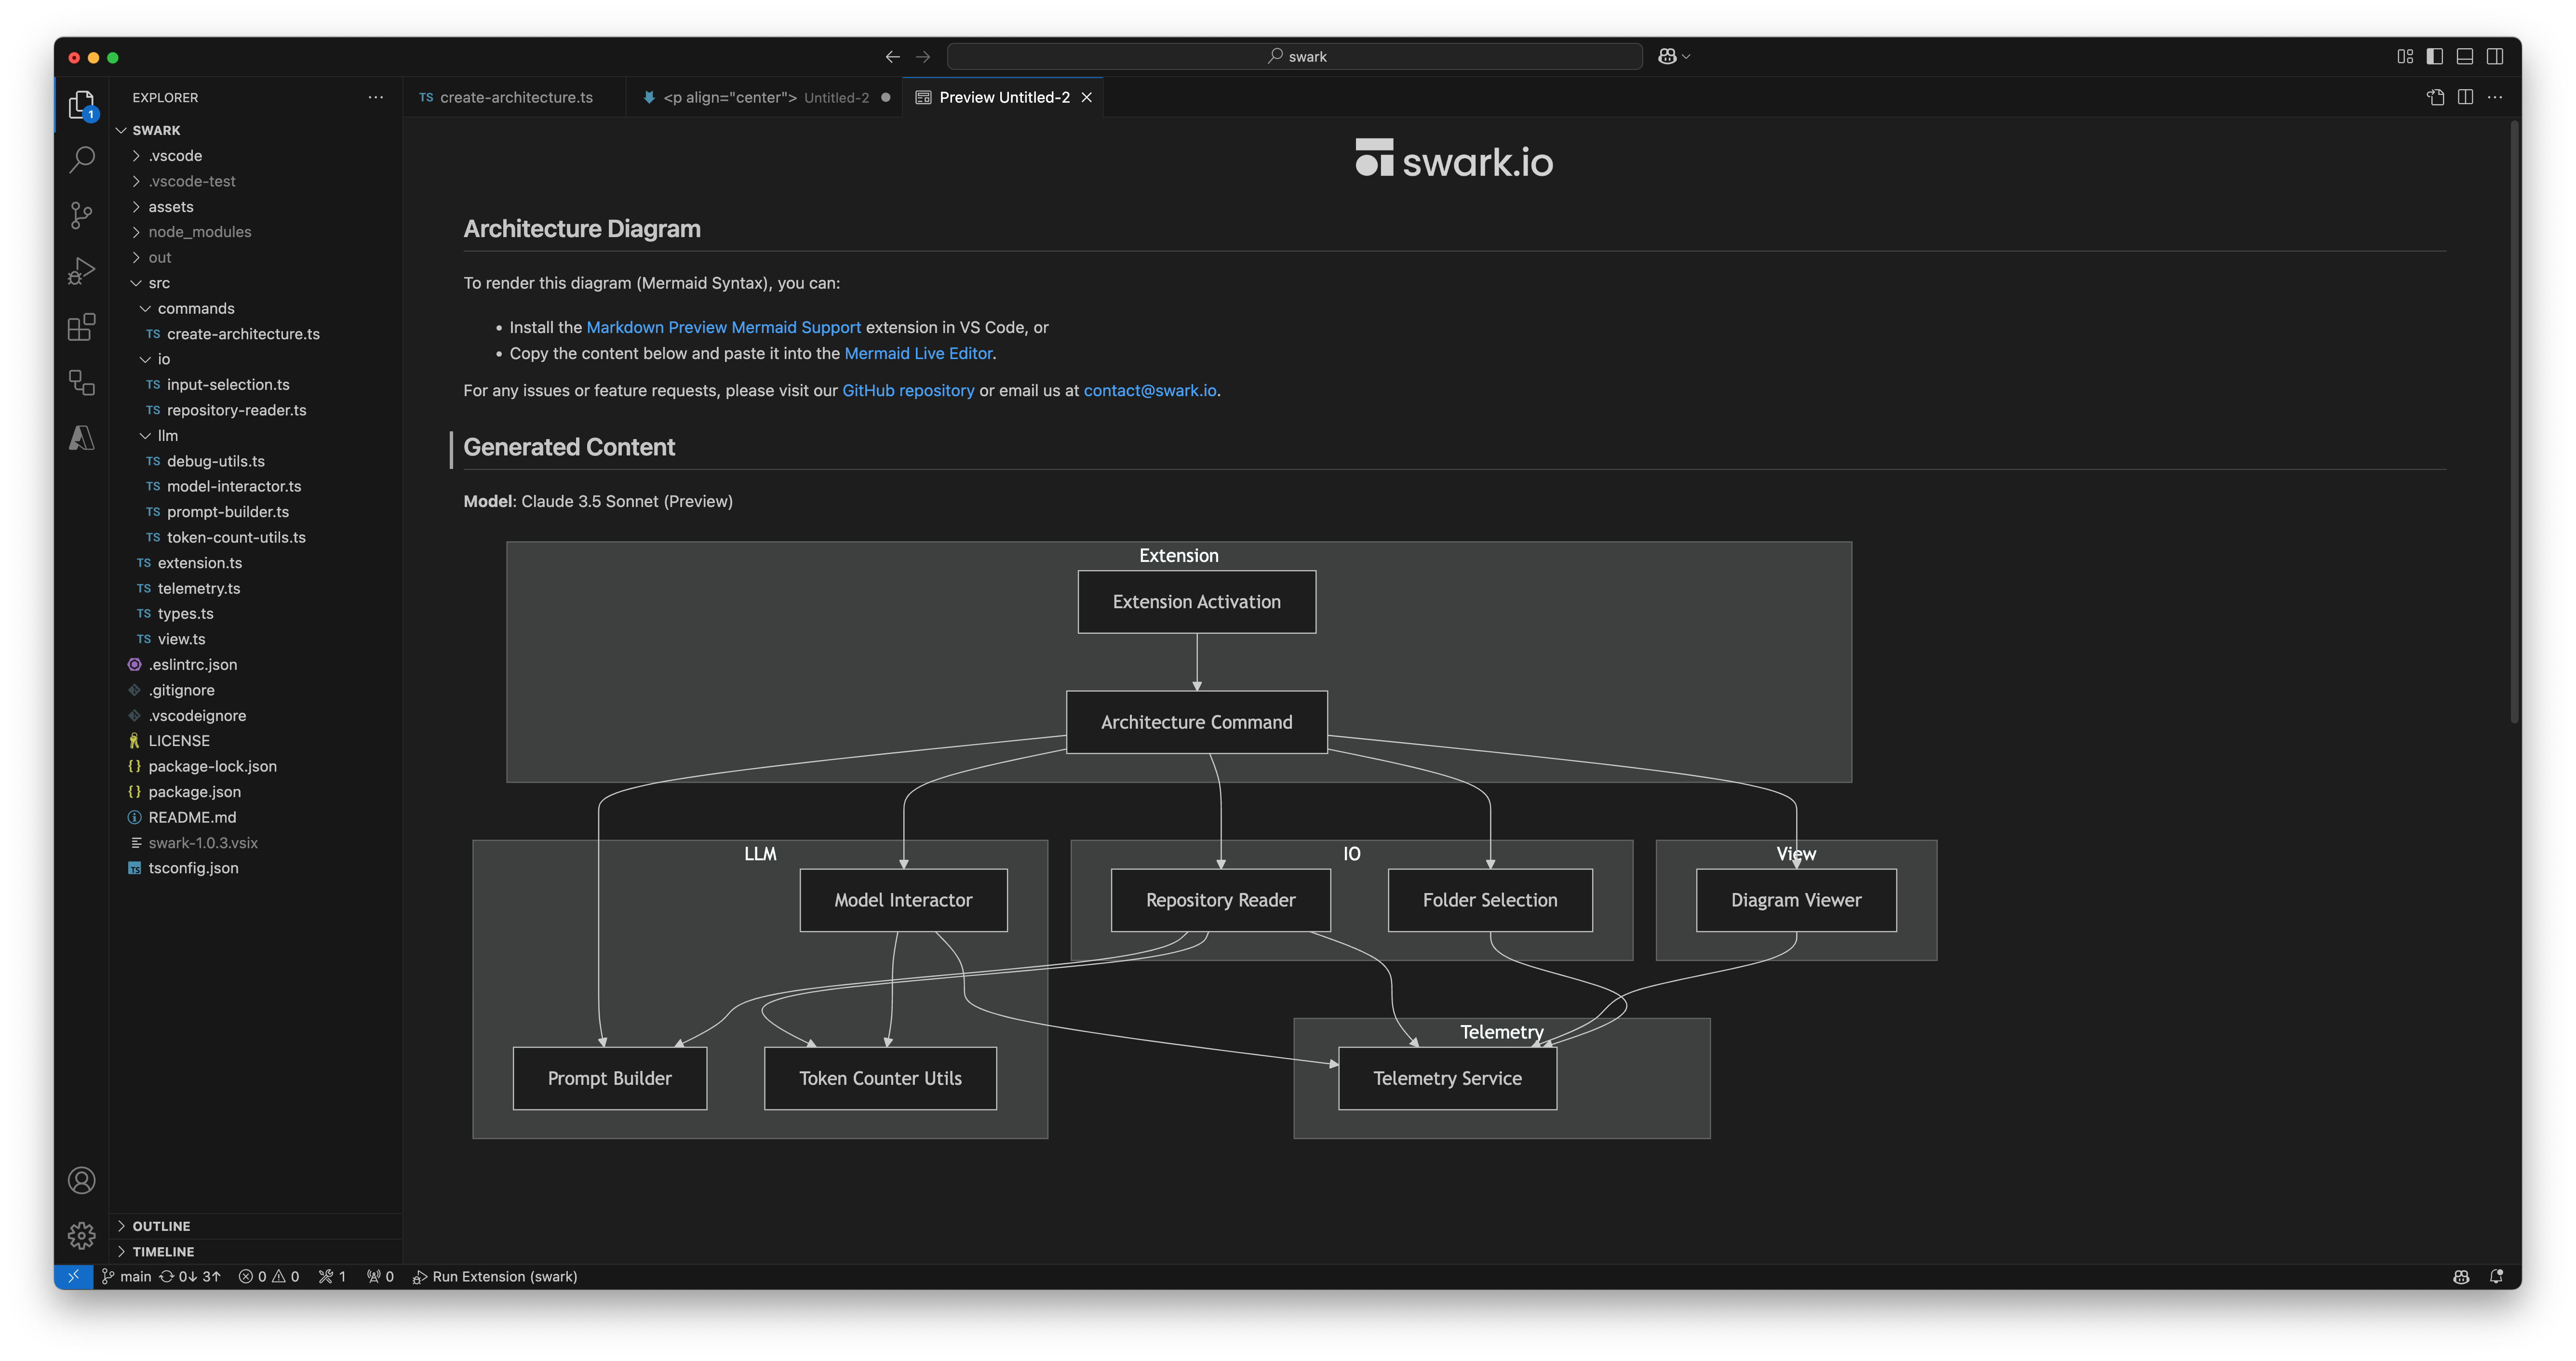 swark
EXPLORER
TS create-architecture.ts
<p align="center"> Untitled-2
Preview Untitled-2
1
SWARK
.vscode
.vscode-test
assets
node_modules
out
src
commands
TS create-architecture.ts
io
TS input-selection.ts
TS repository-reader.ts
llm
TS debug-utils.ts
TS model-interactor.ts
TS prompt-builder.ts
TS token-count-utils.ts
TS extension.ts
TS telemetry.ts
TS types.ts
TS view.ts
.eslintrc.json
.gitignore
.vscodeignore
LICENSE
{} package-lock.json
{} package.json
README.md
swark-1.0.3.vsix
TS tsconfig.json
OUTLINE
TIMELINE
swark.io
Architecture Diagram
To render this diagram (Mermaid Syntax), you can:
• Install the Markdown Preview Mermaid Support extension in VS Code, or
• Copy the content below and paste it into the Mermaid Live Editor.
For any issues or feature requests, please visit our GitHub repository or email us at contact@swark.io.
Generated Content
Model: Claude 3.5 Sonnet (Preview)
Extension
Extension Activation
Architecture Command
LLM
IO
View
Model Interactor
Repository Reader
Folder Selection
Diagram Viewer
Telemetry
Prompt Builder
Token Counter Utils
Telemetry Service
main 0↓ 3↑ 0 0 1 0 Run Extension (swark)